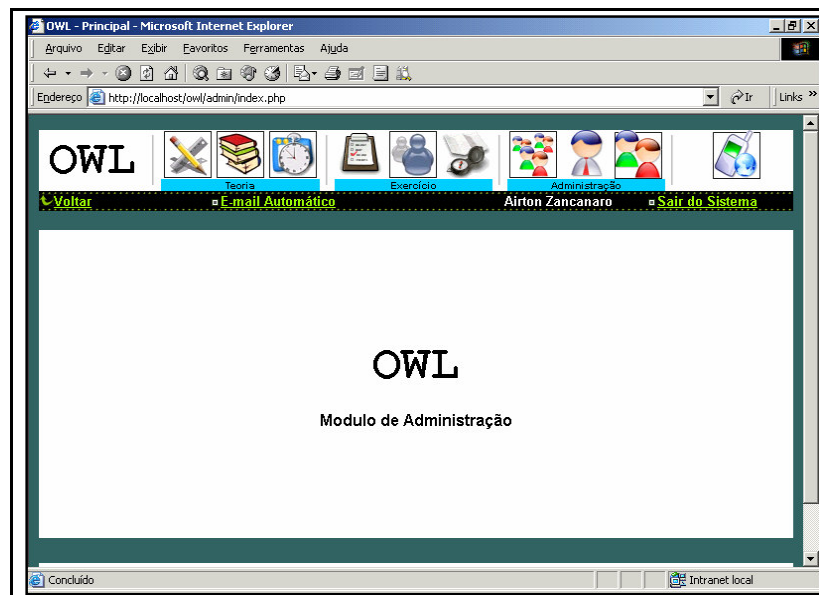 OWL - Principal - Microsoft Internet Explorer
Arquivo Editar Exibir Favoritos Ferramentas Ajuda
Endereço http://localhost/owl/admin/index.php Ir Links »
OWL
Teoria Exercício Administração
Voltar E-mail Automático Airton Zancanaro Sair do Sistema
OWL
Modulo de Administração
Concluído Intranet local